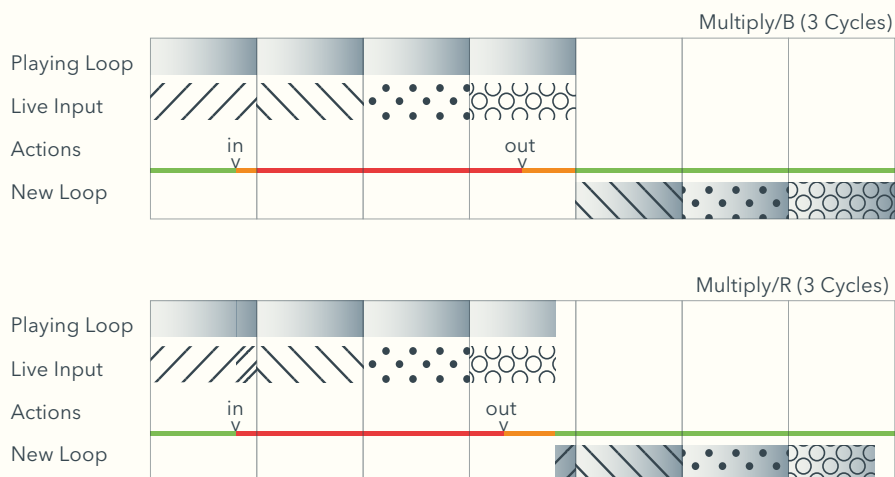 Multiply/B (3 Cycles)
Playing Loop
Live Input
Actions
in
out
New Loop
Multiply/R (3 Cycles)
Playing Loop
Live Input
Actions
in
out
New Loop